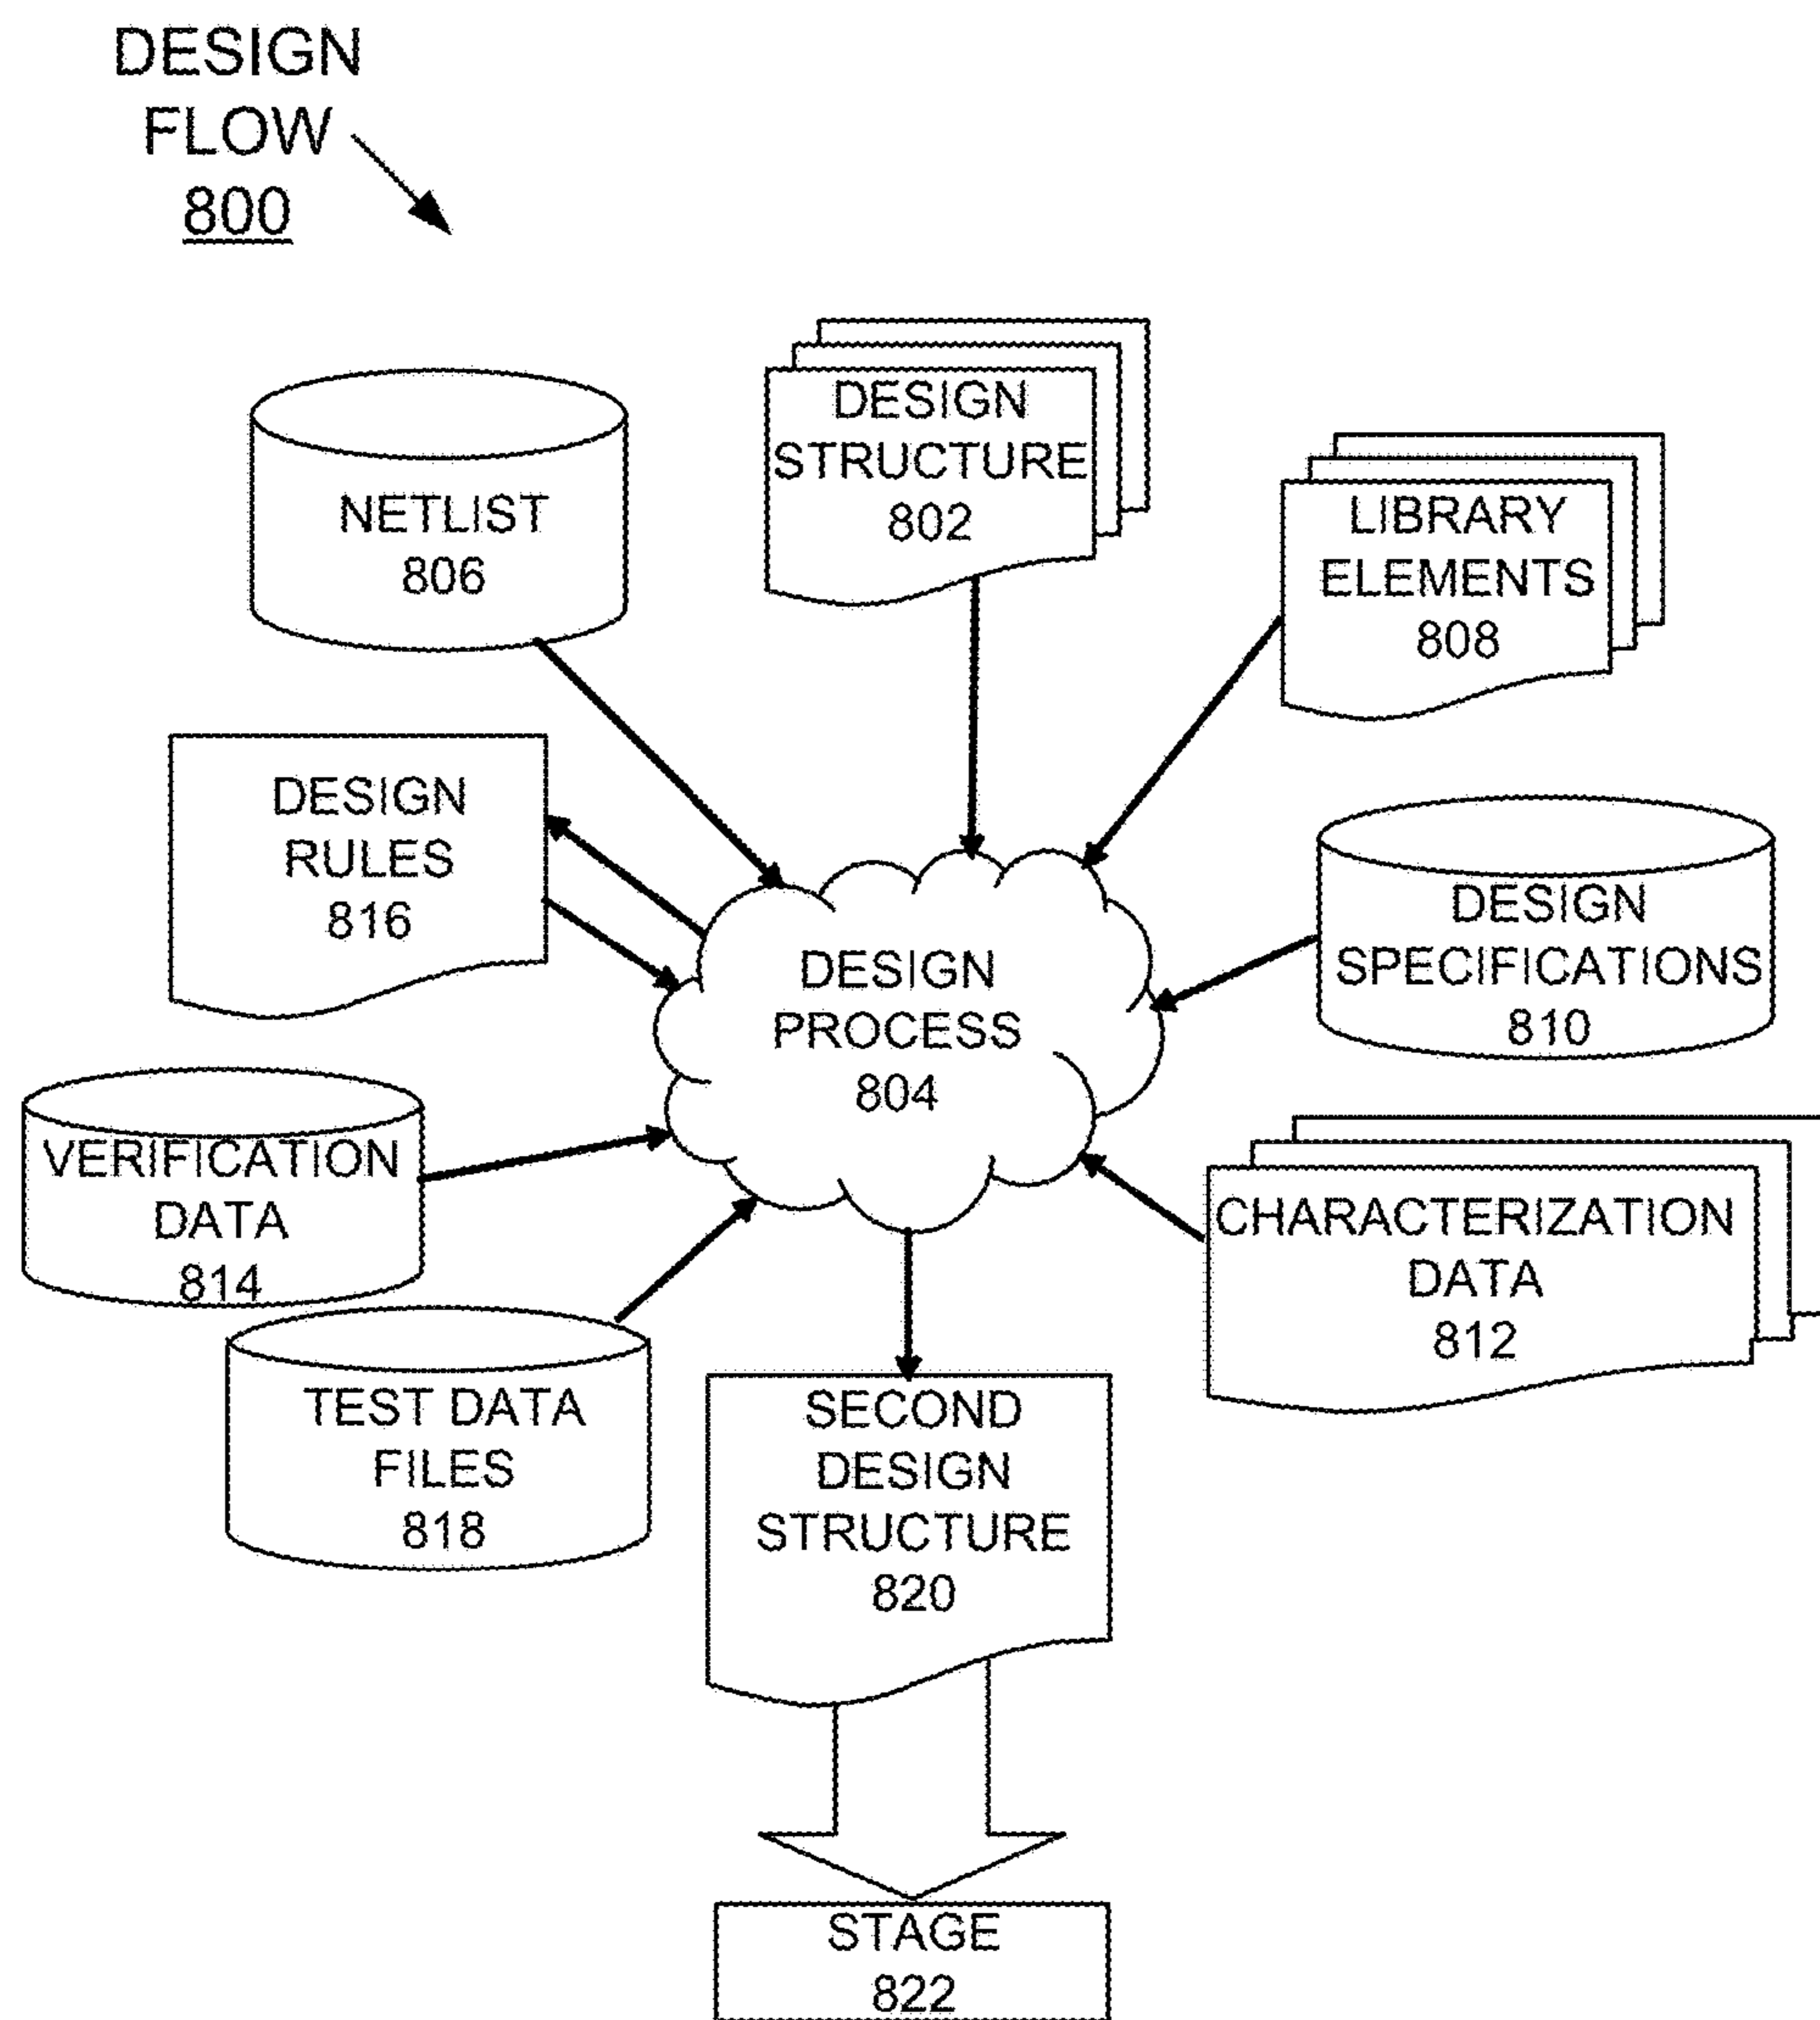 DESIGN
FLOW
800
DESIGN
STRUCTURE
802
NETLIST
806
LIBRARY
ELEMENTS
808
DESIGN
RULES
816
DESIGN
SPECIFICATIONS
810
DESIGN
PROCESS
804
VERIFICATION
DATA
814
CHARACTERIZATION
DATA
812
TEST DATA
FILES
818
SECOND
DESIGN
STRUCTURE
820
STAGE
822